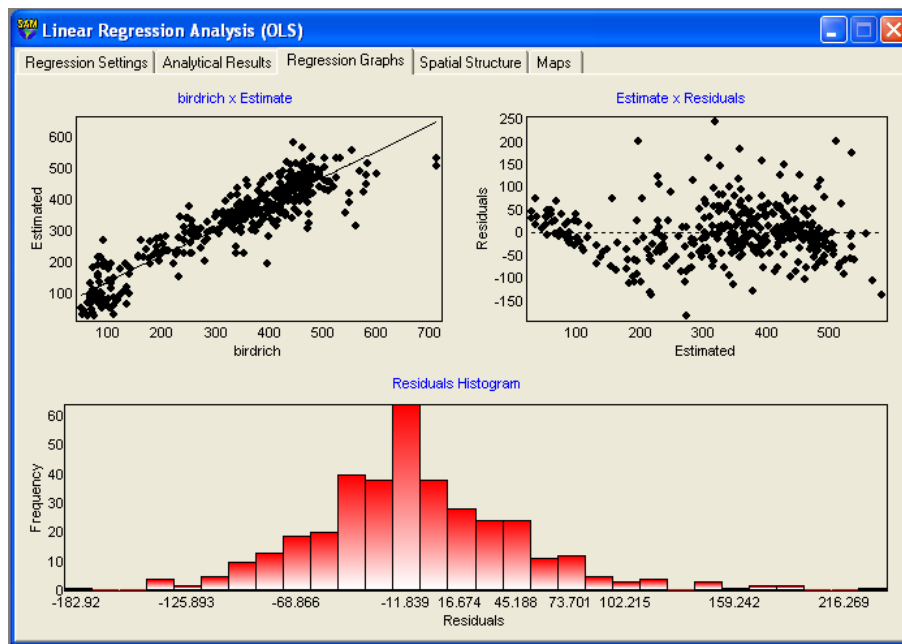 SAM Linear Regression Analysis (OLS)
Regression Settings Analytical Results Regression Graphs Spatial Structure Maps
birdrich x Estimate
Estimated
600
500
400
300
200
100
100 200 300 400 500 600 700
birdrich
Estimate x Residuals
Residuals
250
200
150
100
50
0
-50
-100
-150
100 200 300 400 500
Estimated
Residuals Histogram
Frequency
60
50
40
30
20
10
0
-182.92 -125.893 -68.866 -11.839 16.674 45.188 73.701 102.215 159.242 216.269
Residuals